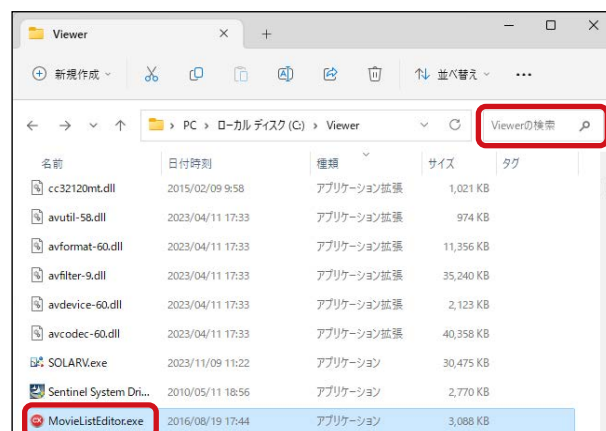 Viewer
新規作成
並べ替え
PC > ローカル ディスク (C:) > Viewer
Viewerの検索
名前 日付時刻 種類 サイズ タグ
cc32120mt.dll 2015/02/09 9:58 アプリケーション拡張 1,021 KB
avutil-58.dll 2023/04/11 17:33 アプリケーション拡張 974 KB
avformat-60.dll 2023/04/11 17:33 アプリケーション拡張 11,356 KB
avfilter-9.dll 2023/04/11 17:33 アプリケーション拡張 35,240 KB
avdevice-60.dll 2023/04/11 17:33 アプリケーション拡張 2,123 KB
avcodec-60.dll 2023/04/11 17:33 アプリケーション拡張 40,358 KB
SOLARV.exe 2023/11/09 11:22 アプリケーション 30,475 KB
Sentinel System Dri... 2010/05/11 18:56 アプリケーション 2,770 KB
MovieListEditor.exe 2016/08/19 17:44 アプリケーション 3,088 KB